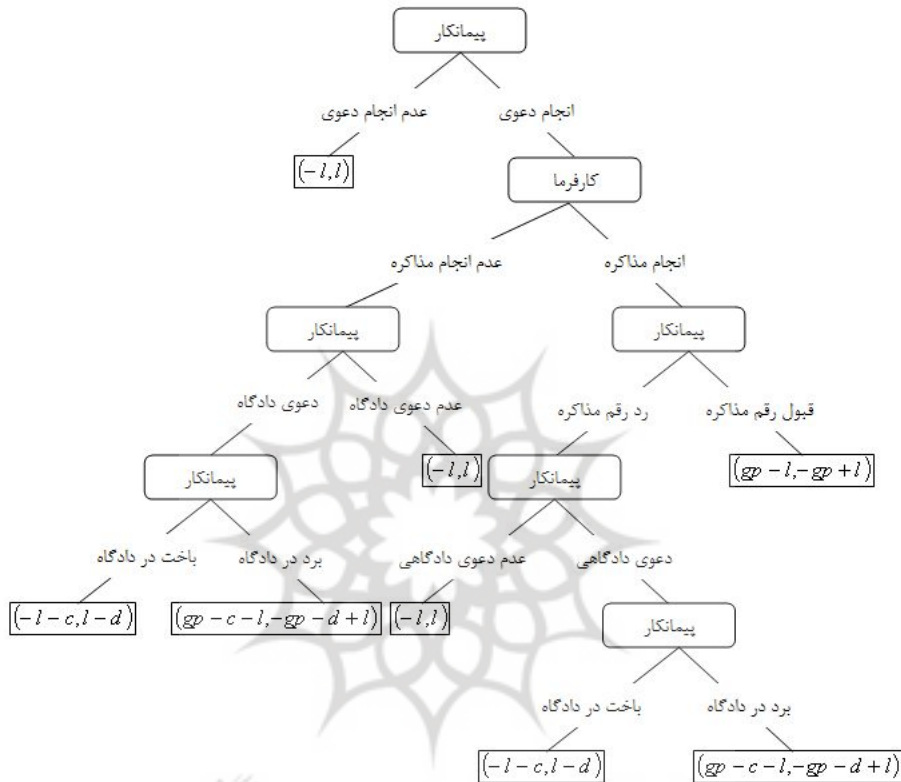 پیمانکار
انجام دعوی
عدم انجام دعوی
(-l,l)
کارفرما
انجام مذاکره
عدم انجام مذاکره
پیمانکار
پیمانکار
قبول رقم مذاکره
رد رقم مذاکره
عدم دعوی دادگاه
دعوی دادگاه
(gp-l,-gp+l)
پیمانکار
(-l,l)
پیمانکار
دعوی دادگاهی
عدم دعوی دادگاهی
برد در دادگاه
باخت در دادگاه
پیمانکار
(-l,l)
(gp-c-l,-gp-d+l)
(-l-c,l-d)
برد در دادگاه
باخت در دادگاه
(gp-c-l,-gp-d+l)
(-l-c,l-d)